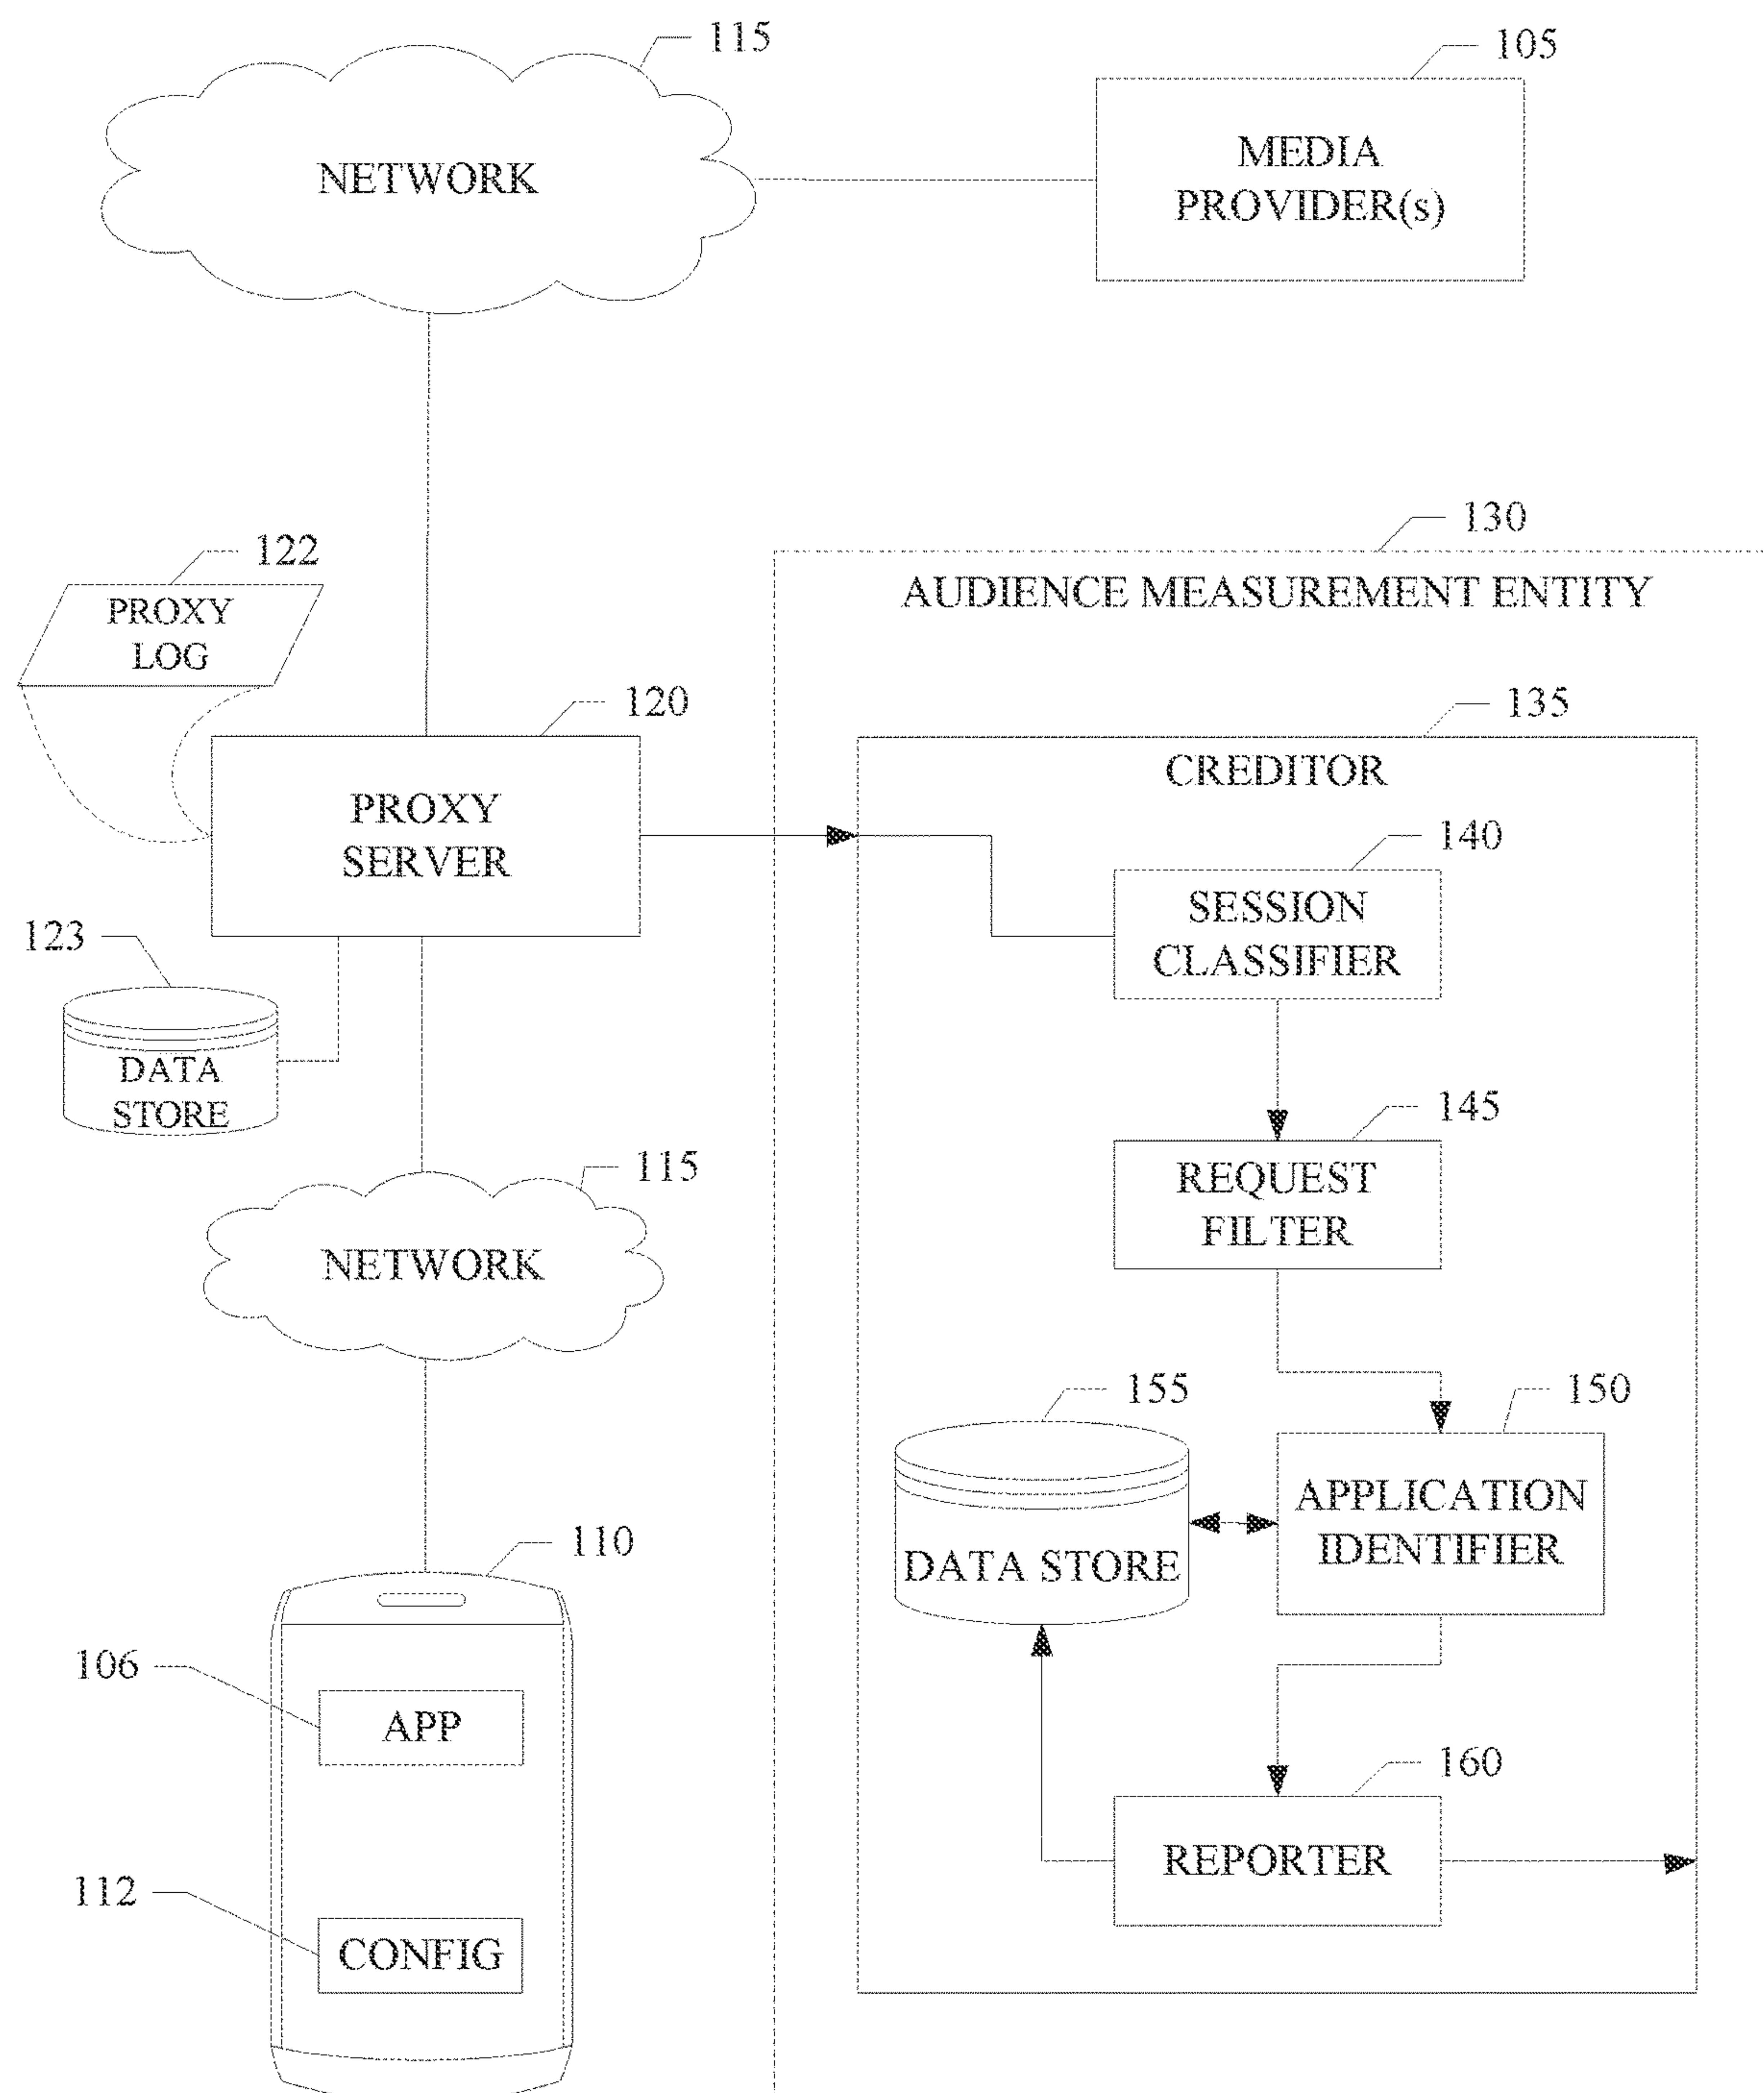 115
105
NETWORK
MEDIA
PROVIDER(s)
130
122
AUDIENCE MEASUREMENT ENTITY
PROXY
LOG
120
135
CREDITOR
PROXY
SERVER
140
SESSION
CLASSIFIER
123
DATA
STORE
145
REQUEST
FILTER
115
NETWORK
155
150
APPLICATION
IDENTIFIER
DATA STORE
110
106
APP
160
REPORTER
112
CONFIG